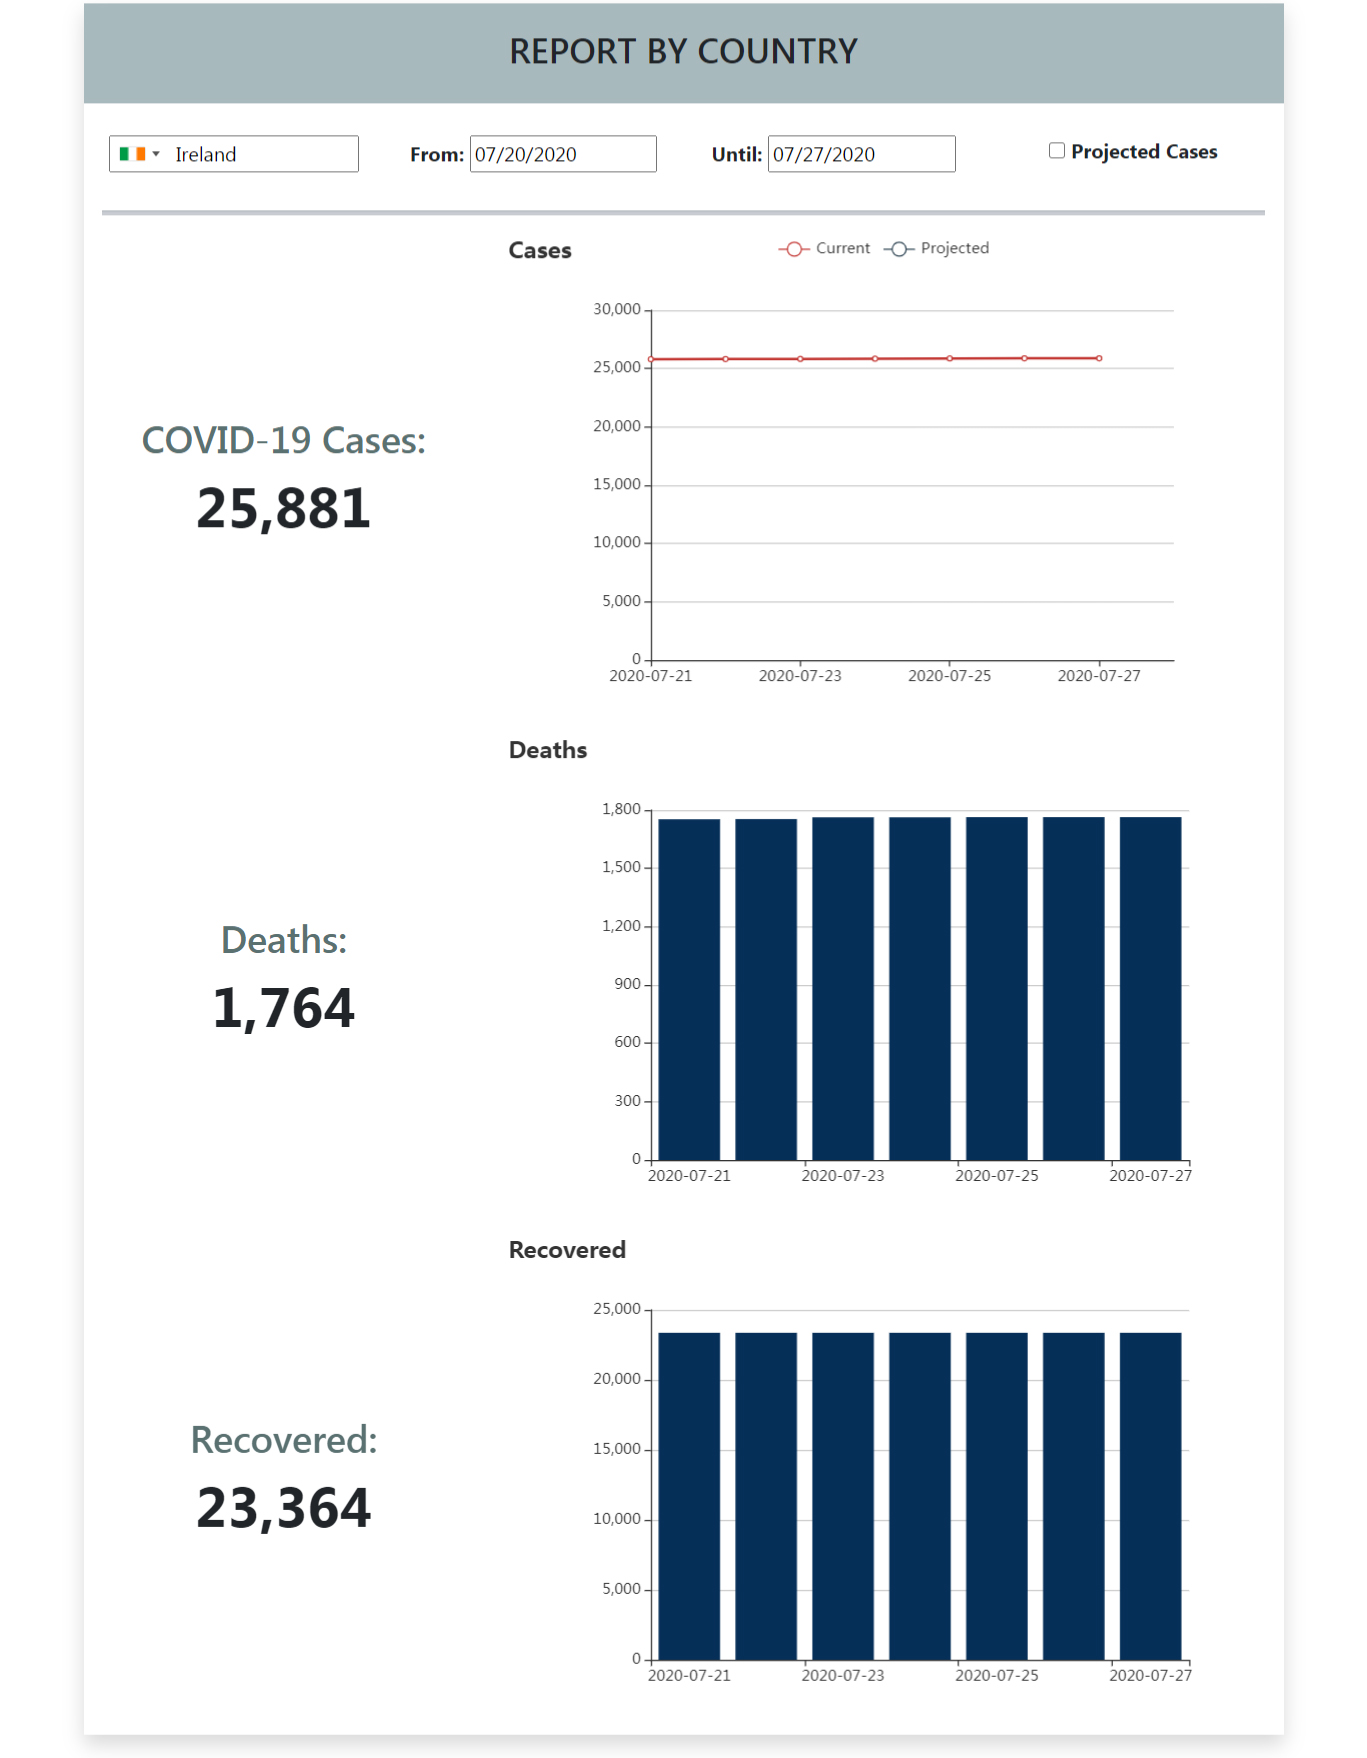 REPORT BY COUNTRY
Ireland From: 07/20/2020 Until: 07/27/2020 Projected Cases
Cases
Current Projected
30,000
25,000
20,000
15,000
10,000
5,000
0
2020-07-21 2020-07-23 2020-07-25 2020-07-27
COVID-19 Cases:
25,881
Deaths
1,800
1,500
1,200
900
600
300
0
2020-07-21 2020-07-23 2020-07-25 2020-07-27
Deaths:
1,764
Recovered
25,000
20,000
15,000
10,000
5,000
0
2020-07-21 2020-07-23 2020-07-25 2020-07-27
Recovered:
23,364